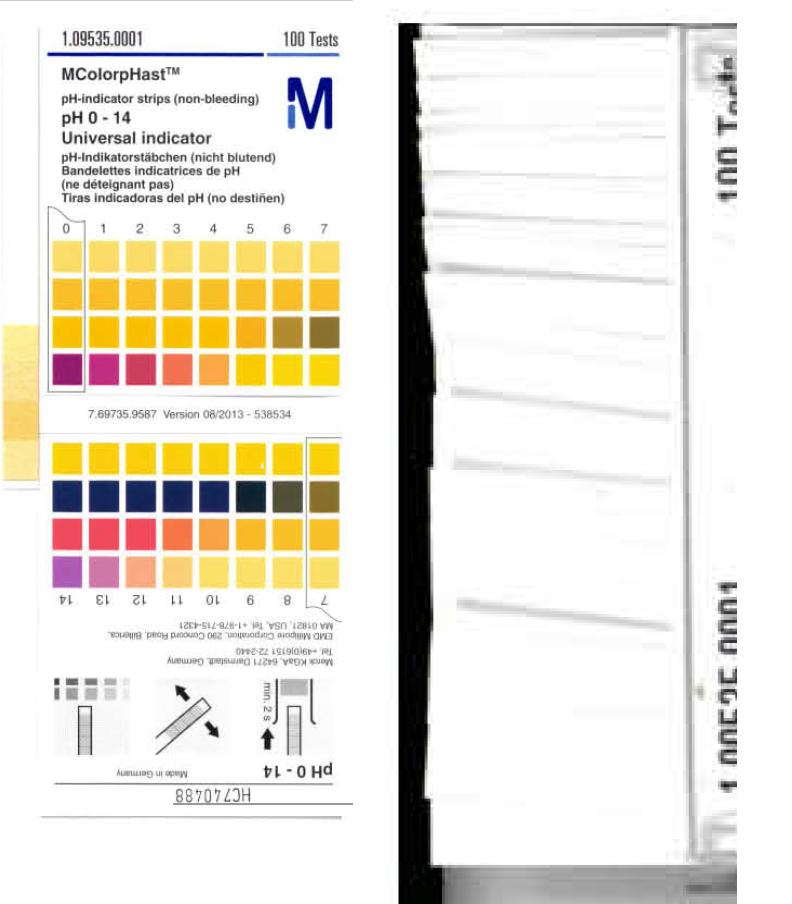 1.09535.0001 100 Tests
MColorpHast™
M
pH-indicator strips (non-bleeding)
pH 0 - 14
Universal indicator
pH-Indikatorstäbchen (nicht blutend)
Bandelettes indicatrices de pH
(ne déteignant pas)
Tiras indicadoras del pH (no destiñen)
0 1 2 3 4 5 6 7
7.69735.9587 Version 08/2013 - 538534
14 13 12 11 10 9 8 7
EMD Millipore Corporation. 290 Concord Road, Billerica,
MA 01821, USA, Tel. +1-978-715-4321
Merck KGaA, 64271 Darmstadt, Germany
Tel. +49(0)6151 72-2440
min. 2 s
pH 0 - 14 Made in Germany
HC740488
1.09535.0001 100 Tests